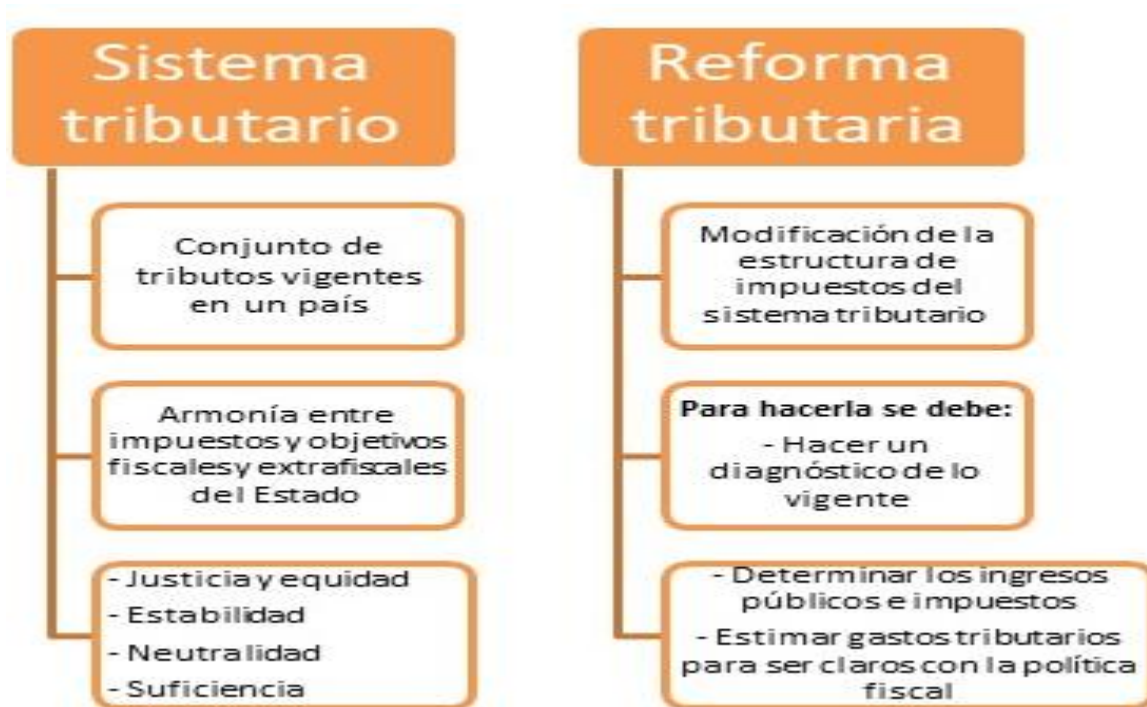 Sistema
tributario
Conjunto de
tributos vigentes
en un país
Armonía entre
impuestos y objetivos
fiscales y extrafiscales
del Estado
- Justicia y equidad
- Estabilidad
- Neutralidad
- Suficiencia
Reforma
tributaria
Modificación de la
estructura de
impuestos del
sistema tributario
Para hacerla se debe:
- Hacer un
diagnóstico de lo
vigente
- Determinar los ingresos
públicos e impuestos
- Estimar gastos tributarios
para ser claros con la política
fiscal